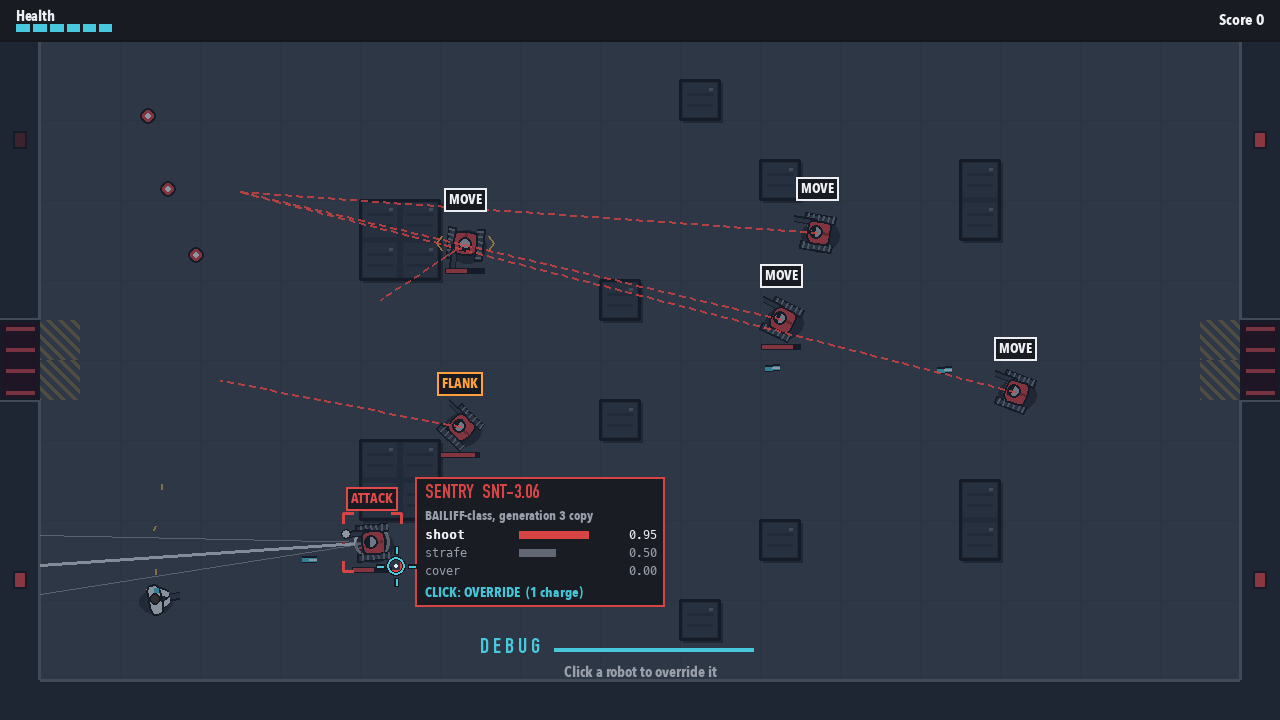 Health
Score 0
MOVE
MOVE
MOVE
MOVE
FLANK
ATTACK
SENTRY SNT-3.06
BAILIFF-class, generation 3 copy
shoot 0.95
strafe 0.50
cover 0.00
CLICK: OVERRIDE (1 charge)
DEBUG
Click a robot to override it